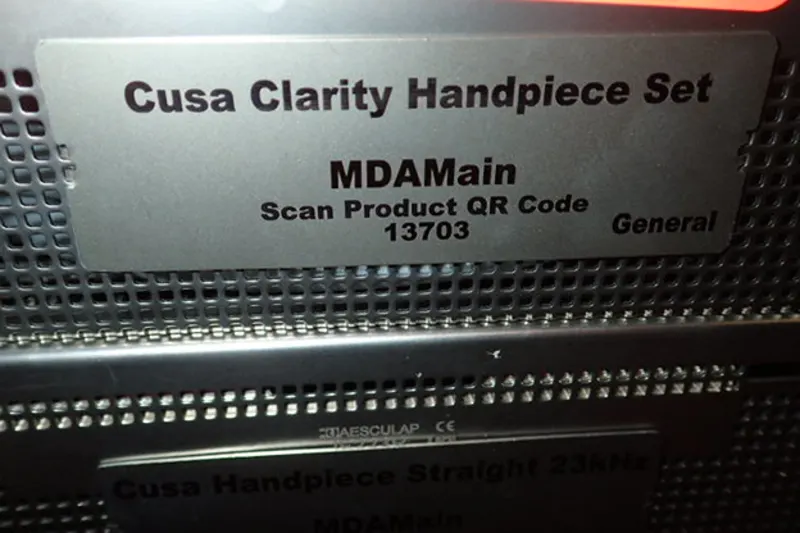 Cusa Clarity Handpiece Set
MDAMain
Scan Product QR Code
13703
General
AESCULAP CE
Cusa Handpiece Straight 23kHz
MDAMain